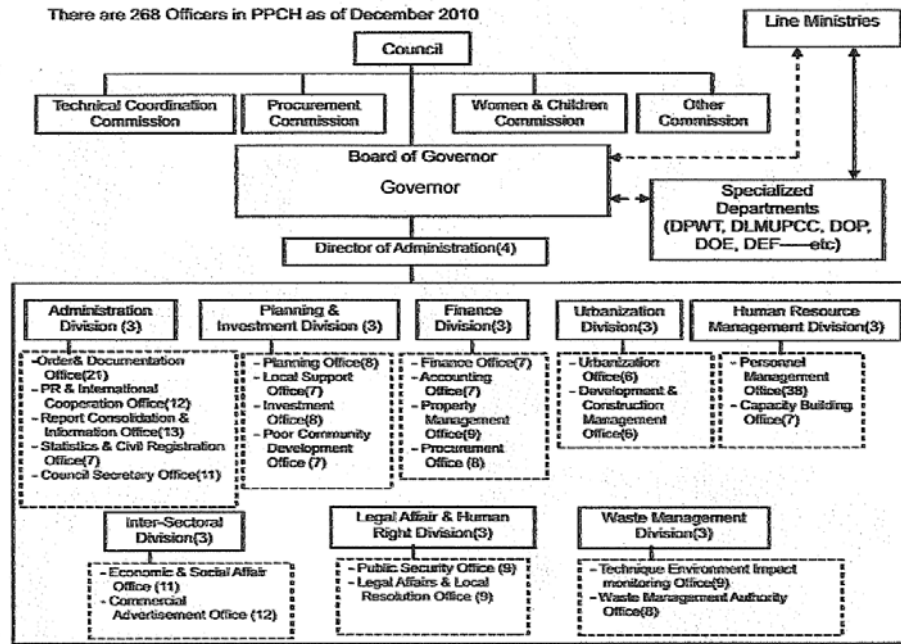 There are 268 Officers in PPCH as of December 2010
Line Ministries
Council
Technical Coordination
Commission
Procurement
Commission
Women & Children
Commission
Other
Commission
Board of Governor
Governor
Specialized
Departments
(DPWT, DLMUPCC, DOP,
DOE, DEF-----etc)
Director of Administration(4)
Administration
Division (3)
-Order& Documentation
Office(21)
-PR & International
Cooperation Office(12)
-Report Consolidation &
Information Office(13)
-Statistics & Civil Registration
Office(7)
-Council Secretary Office(11)
Planning &
Investment Division (3)
-Planning Office(8)
-Local Support
Office(7)
-Investment
Office(8)
-Poor Community
Development
Office (7)
Finance
Division(3)
-Finance Office(7)
-Accounting
Office(7)
-Property
Management
Office(9)
-Procurement
Office (8)
Urbanization
Division(3)
-Urbanization
Office(6)
-Development &
Construction
Management
Office(6)
Human Resource
Management Division(3)
-Personnel
Management
Office(38)
-Capacity Building
Office(7)
Inter-Sectoral
Division(3)
-Economic & Social Affair
Office (11)
-Commercial
Advertisement Office (12)
Legal Affair & Human
Right Division(3)
-Public Security Office (9)
-Legal Affairs & Local
Resolution Office (9)
Waste Management
Division(3)
-Technique Environment Impact
monitoring Office(9)
-Waste Management Authority
Office(8)